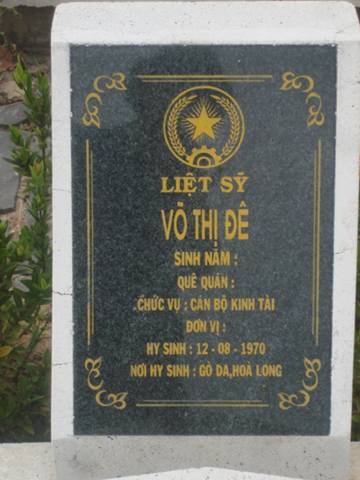 LIỆT SỸ
VÕ THỊ ĐÊ
SINH NĂM :
QUÊ QUÁN :
CHỨC VỤ : CÁN BỘ KINH TÀI
ĐƠN VỊ :
HY SINH : 12 - 08 - 1970
NƠI HY SINH : GÒ DA,HOÀ LONG